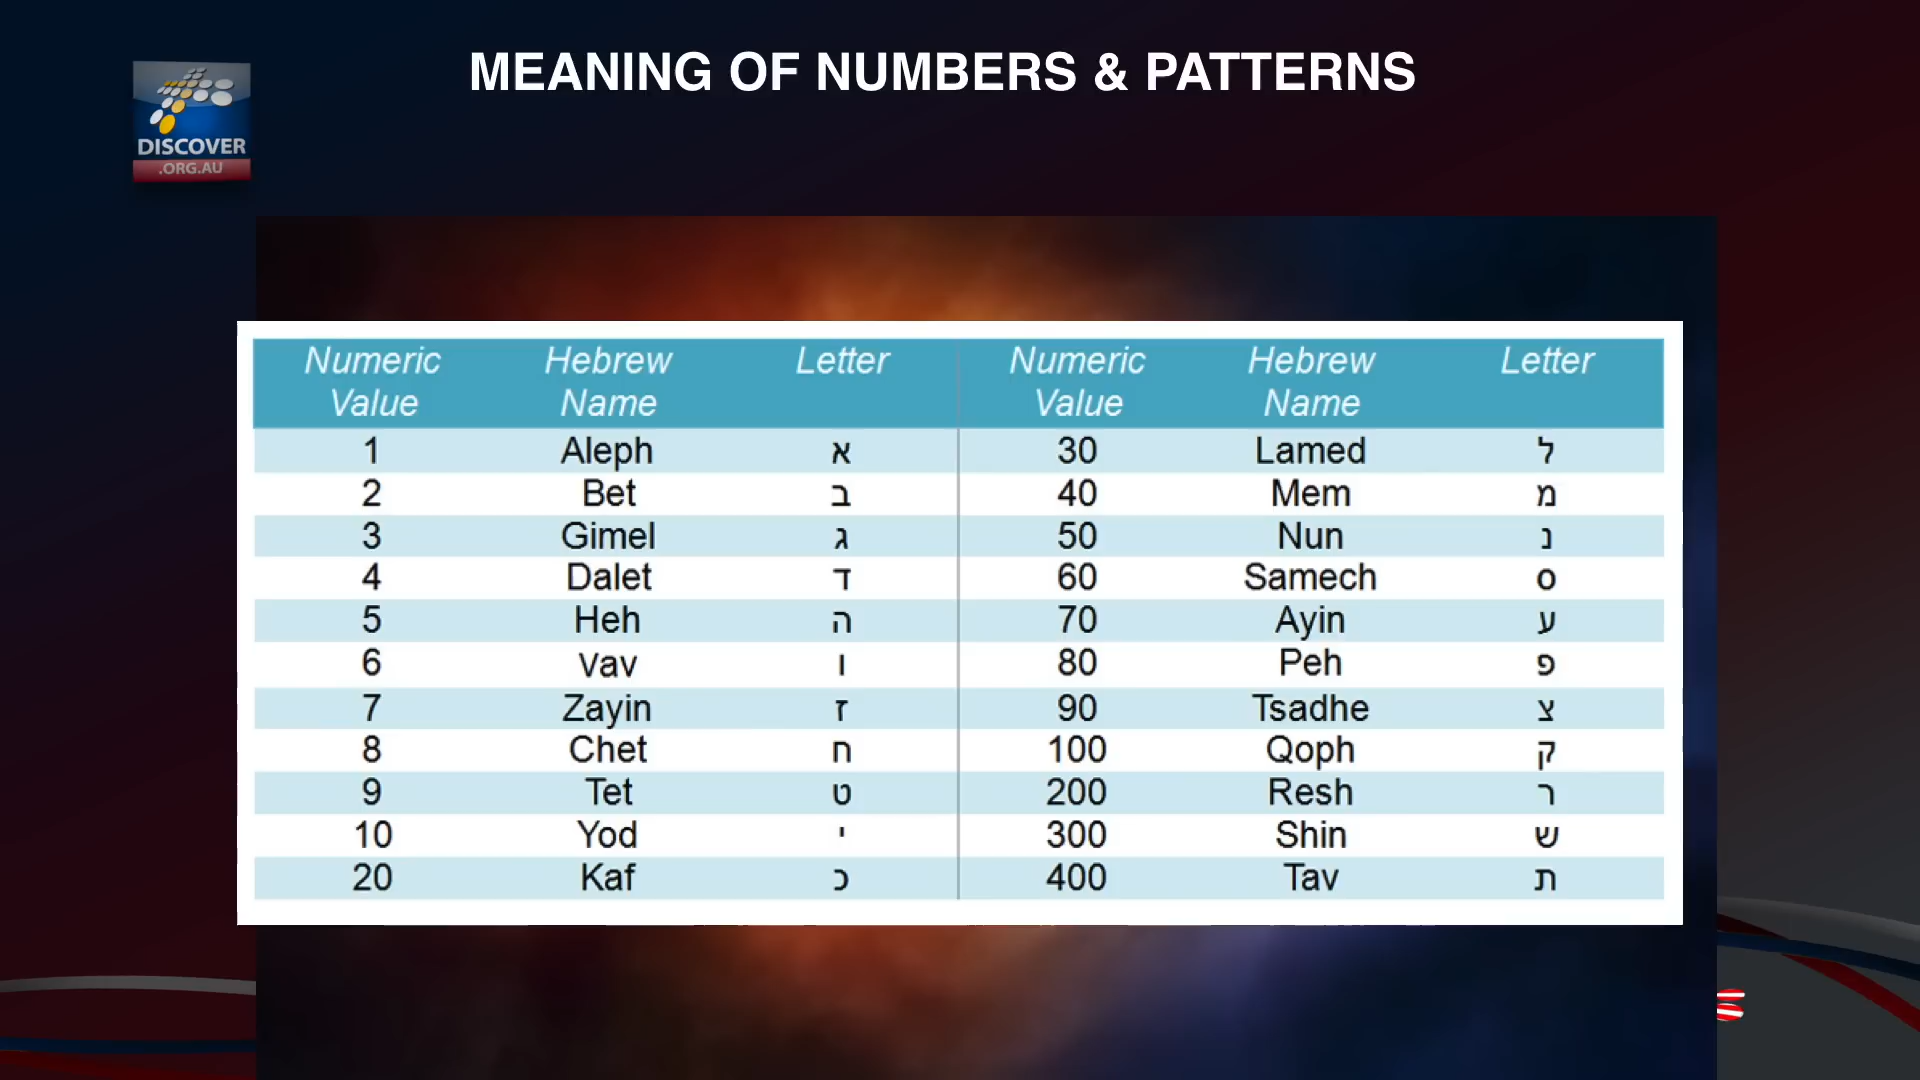 MEANING OF NUMBERS & PATTERNS
DISCOVER
.ORG.AU
Numeric Value Hebrew Name Letter Numeric Value Hebrew Name Letter
1 Aleph א 30 Lamed ל
2 Bet ב 40 Mem מ
3 Gimel ג 50 Nun נ
4 Dalet ד 60 Samech ס
5 Heh ה 70 Ayin ע
6 Vav ו 80 Peh פ
7 Zayin ז 90 Tsadhe צ
8 Chet ח 100 Qoph ק
9 Tet ט 200 Resh ר
10 Yod י 300 Shin ש
20 Kaf כ 400 Tav ת